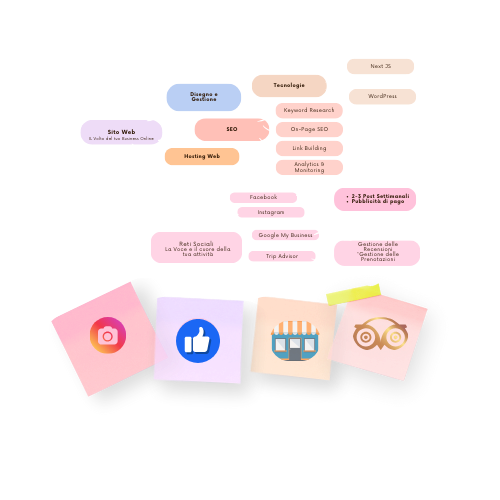 Next JS
Tecnologie
Disegno e
Gestione
WordPress
Keyword Research
Sito Web
Il Volto del tuo Business Online
SEO
On-Page SEO
Link Building
Hosting Web
Analytics &
Monitoring
Facebook
• 2-3 Post Settimanali
• Pubblicità di pago
Instagram
Google My Business
Reti Sociali
La Voce e il cuore della
tua attività
Trip Advisor
Gestione delle
Recensioni
*Gestione delle
Prenotazioni